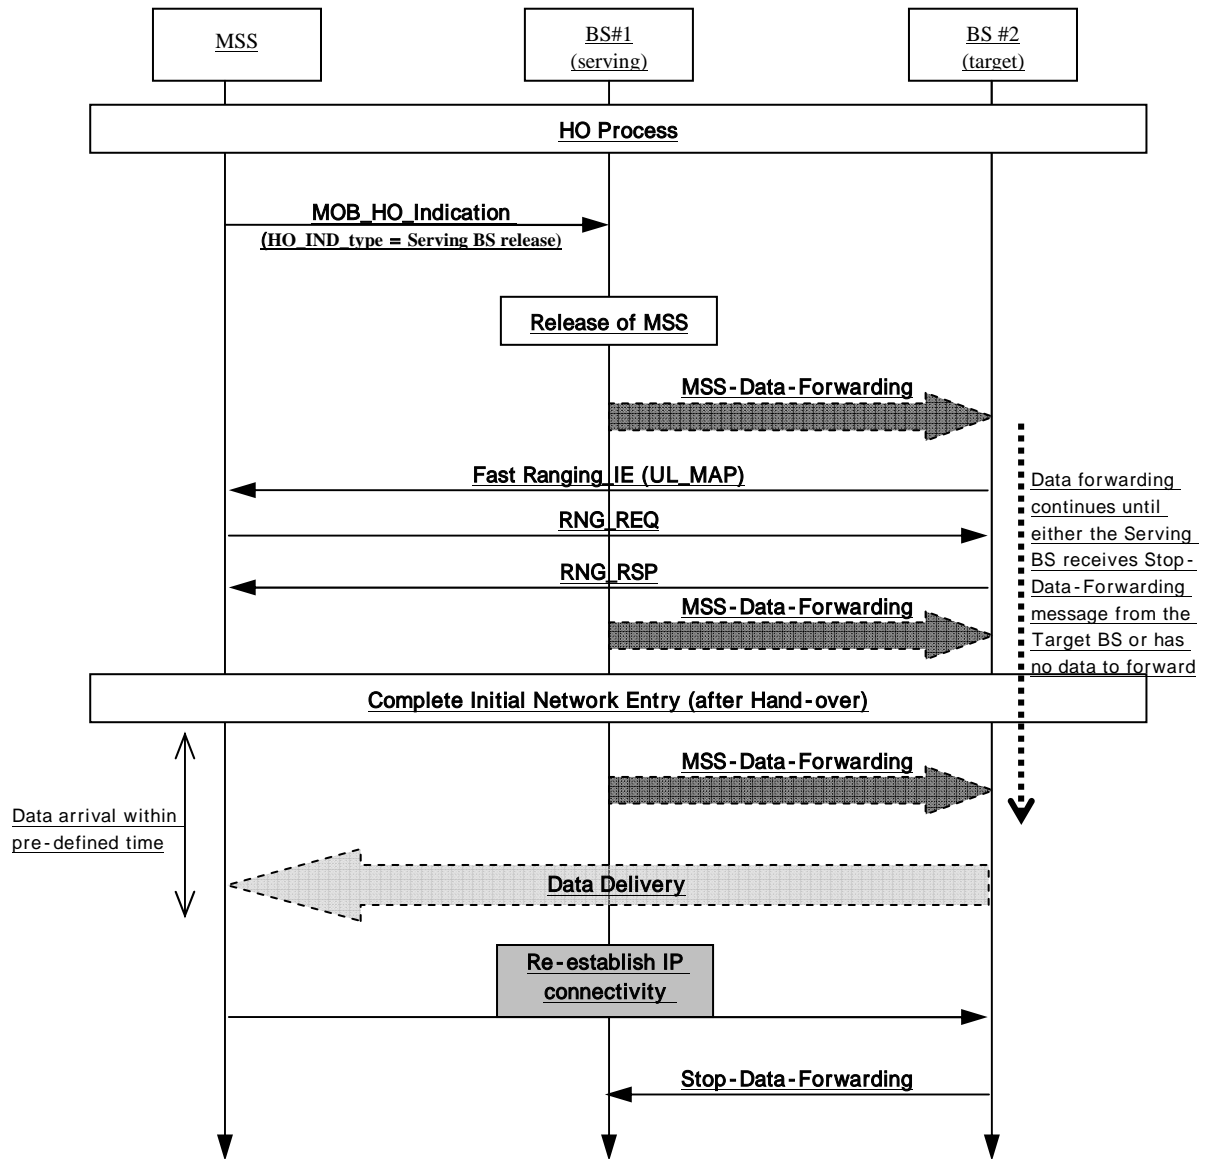 MSS
BS#1
(serving)
BS #2
(target)
HO Process
MOB_HO_Indication
(HO_IND_type = Serving BS release)
Release of MSS
MSS-Data-Forwarding
Fast Ranging_IE (UL_MAP)
RNG_REQ
RNG_RSP
MSS-Data-Forwarding
Data forwarding
continues until
either the Serving
BS receives Stop-
Data-Forwarding
message from the
Target BS or has
no data to forward
Complete Initial Network Entry (after Hand-over)
MSS-Data-Forwarding
Data arrival within
pre-defined time
Data Delivery
Re-establish IP
connectivity
Stop-Data-Forwarding